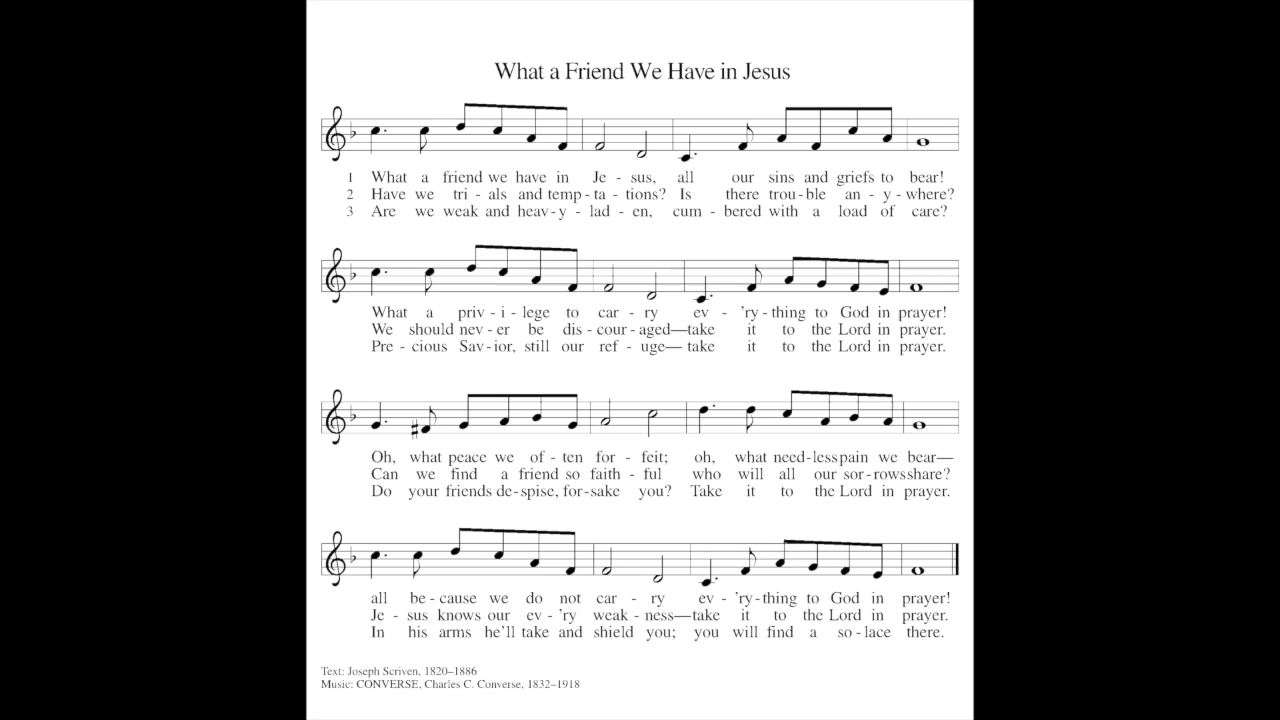 What a Friend We Have in Jesus
1 What a friend we have in Je - sus, all our sins and griefs to bear!
2 Have we tri - als and temp - ta - tions? Is there trou - ble an - y - where?
3 Are we weak and heav - y - lad - en, cum - bered with a load of care?
What a priv - i - lege to car - ry ev - 'ry - thing to God in prayer!
We should nev - er be dis - cour - aged—take it to the Lord in prayer.
Pre - cious Sav - ior, still our ref - uge— take it to the Lord in prayer.
Oh, what peace we of - ten for - feit; oh, what need - less pain we bear—
Can we find a friend so faith - ful who will all our sor - rows share?
Do your friends de - spise, for - sake you? Take it to the Lord in prayer.
all be - cause we do not car - ry ev - 'ry - thing to God in prayer!
Je - sus knows our ev - 'ry weak - ness—take it to the Lord in prayer.
In his arms he'll take and shield you; you will find a so - lace there.
Text: Joseph Scriven, 1820–1886
Music: CONVERSE, Charles C. Converse, 1832–1918